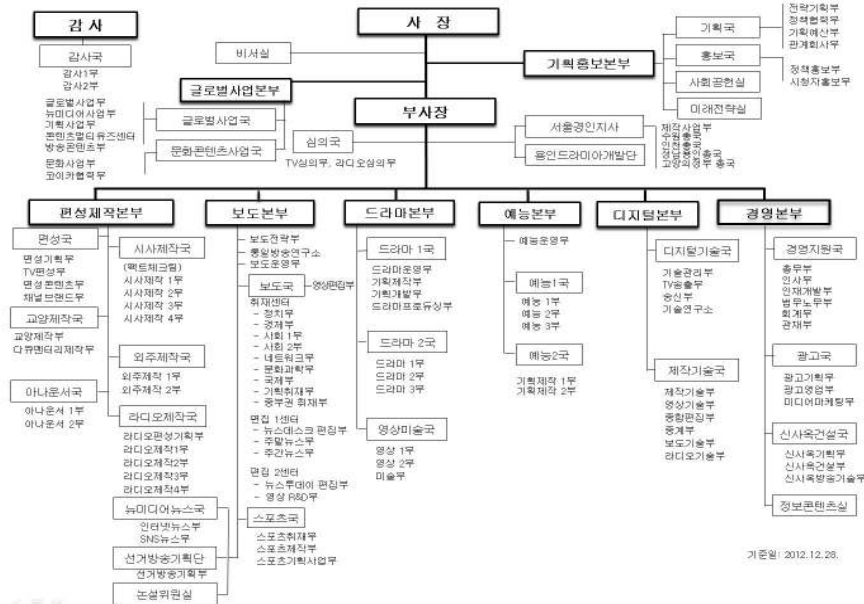 감 사
감사국
감사1부
감사2부
사 장
비서실
글로벌사업본부
글로벌사업부
뉴미디어사업부
기획사업부
콘텐츠멀티유즈센터
방송콘텐츠부
글로벌사업국
문화사업부
코이카협력부
문화콘텐츠사업국
기획홍보본부
기획국
전략기획부
정책협력부
기획예산부
관계회사부
홍보국
정책홍보부
시청자홍보부
사회공헌실
미래전략실
부사장
심의국
TV심의부, 라디오심의부
서울경인지사
제작사업부
수원총국
인천총국
성남용인총국
고양의정부 총국
용인드라미아개발단
편성제작본부
편성국
편성기획부
TV편성부
편성콘텐츠부
채널브랜드부
교양제작국
교양제작부
다큐멘터리제작부
아나운서국
아나운서 1부
아나운서 2부
시사제작국
(팩트체크팀)
시사제작 1부
시사제작 2부
시사제작 3부
시사제작 4부
외주제작국
외주제작 1부
외주제작 2부
라디오제작국
라디오편성기획부
라디오제작1부
라디오제작2부
라디오제작3부
라디오제작4부
보도본부
보도전략부
통일방송연구소
보도운영부
보도국
영상편집부
취재센터
- 정치부
- 경제부
- 사회 1부
- 사회 2부
- 네트워크부
- 문화과학부
- 국제부
- 기획취재부
- 중부권 취재부
편집 1센터
- 뉴스데스크 편집부
- 주말뉴스부
- 주간뉴스부
편집 2센터
- 뉴스투데이 편집부
- 영상 R&D부
스포츠국
스포츠취재부
스포츠제작부
스포츠기획사업부
뉴미디어뉴스국
인터넷뉴스부
SNS뉴스부
선거방송기획단
선거방송기획부
논설위원실
드라마본부
드라마 1국
드라마운영부
기획제작부
기획개발부
드라마프로듀싱부
드라마 2국
드라마 1부
드라마 2부
드라마 3부
영상미술국
영상 1부
영상 2부
미술부
예능본부
예능운영부
예능1국
예능 1부
예능 2부
예능 3부
예능2국
기획제작 1부
기획제작 2부
디지털본부
디지털기술국
기술관리부
TV송출부
송신부
기술연구소
제작기술국
제작기술부
영상기술부
종합편집부
중계부
보도기술부
라디오기술부
경영본부
경영지원국
총무부
인사부
인재개발부
법무노무부
회계부
관재부
광고국
광고기획부
광고영업부
미디어마케팅부
신사옥건설국
신사옥기획부
신사옥건설부
신사옥방송기술부
정보콘텐츠실
기준일: 2012.12.28.